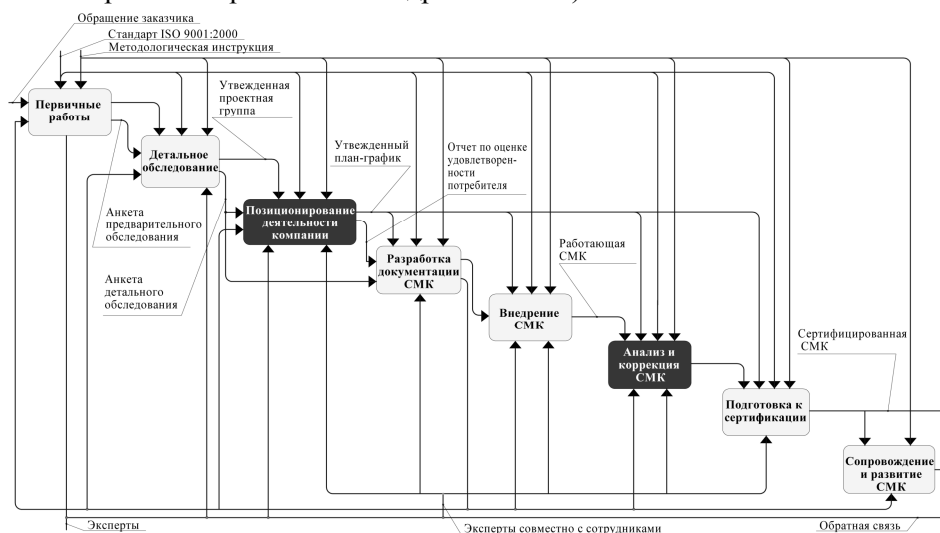 Обращение заказчика
Стандарт ISO 9001:2000
Методологическая инструкция
Первичные
работы
Утвежденная
проектная
группа
Детальное
обследование
Утвежденный
план-график
Отчет по оценке
удовлетворен-
ности
потребителя
Анкета
предварительного
обследования
Позиционирование
деятельности
компании
Анкета
детального
обследования
Разработка
документации
СМК
Работающая
СМК
Внедрение
СМК
Сертифицированная
СМК
Анализ и
коррекция
СМК
Подготовка к
сертификации
Сопровождение
и развитие
СМК
Эксперты
Эксперты совместно с сотрудниками
Обратная связь